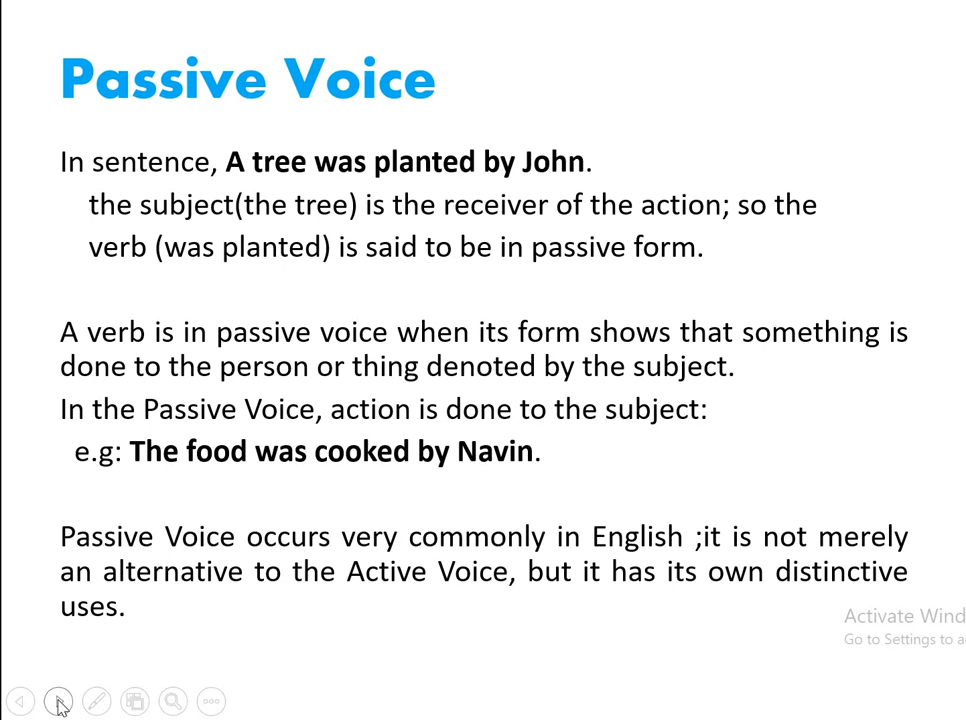 Passive Voice
In sentence, A tree was planted by John.
the subject(the tree) is the receiver of the action; so the
verb (was planted) is said to be in passive form.
A verb is in passive voice when its form shows that something is
done to the person or thing denoted by the subject.
In the Passive Voice, action is done to the subject:
e.g: The food was cooked by Navin.
Passive Voice occurs very commonly in English ;it is not merely
an alternative to the Active Voice, but it has its own distinctive
uses.
Activate Wind
Go to Settings to a